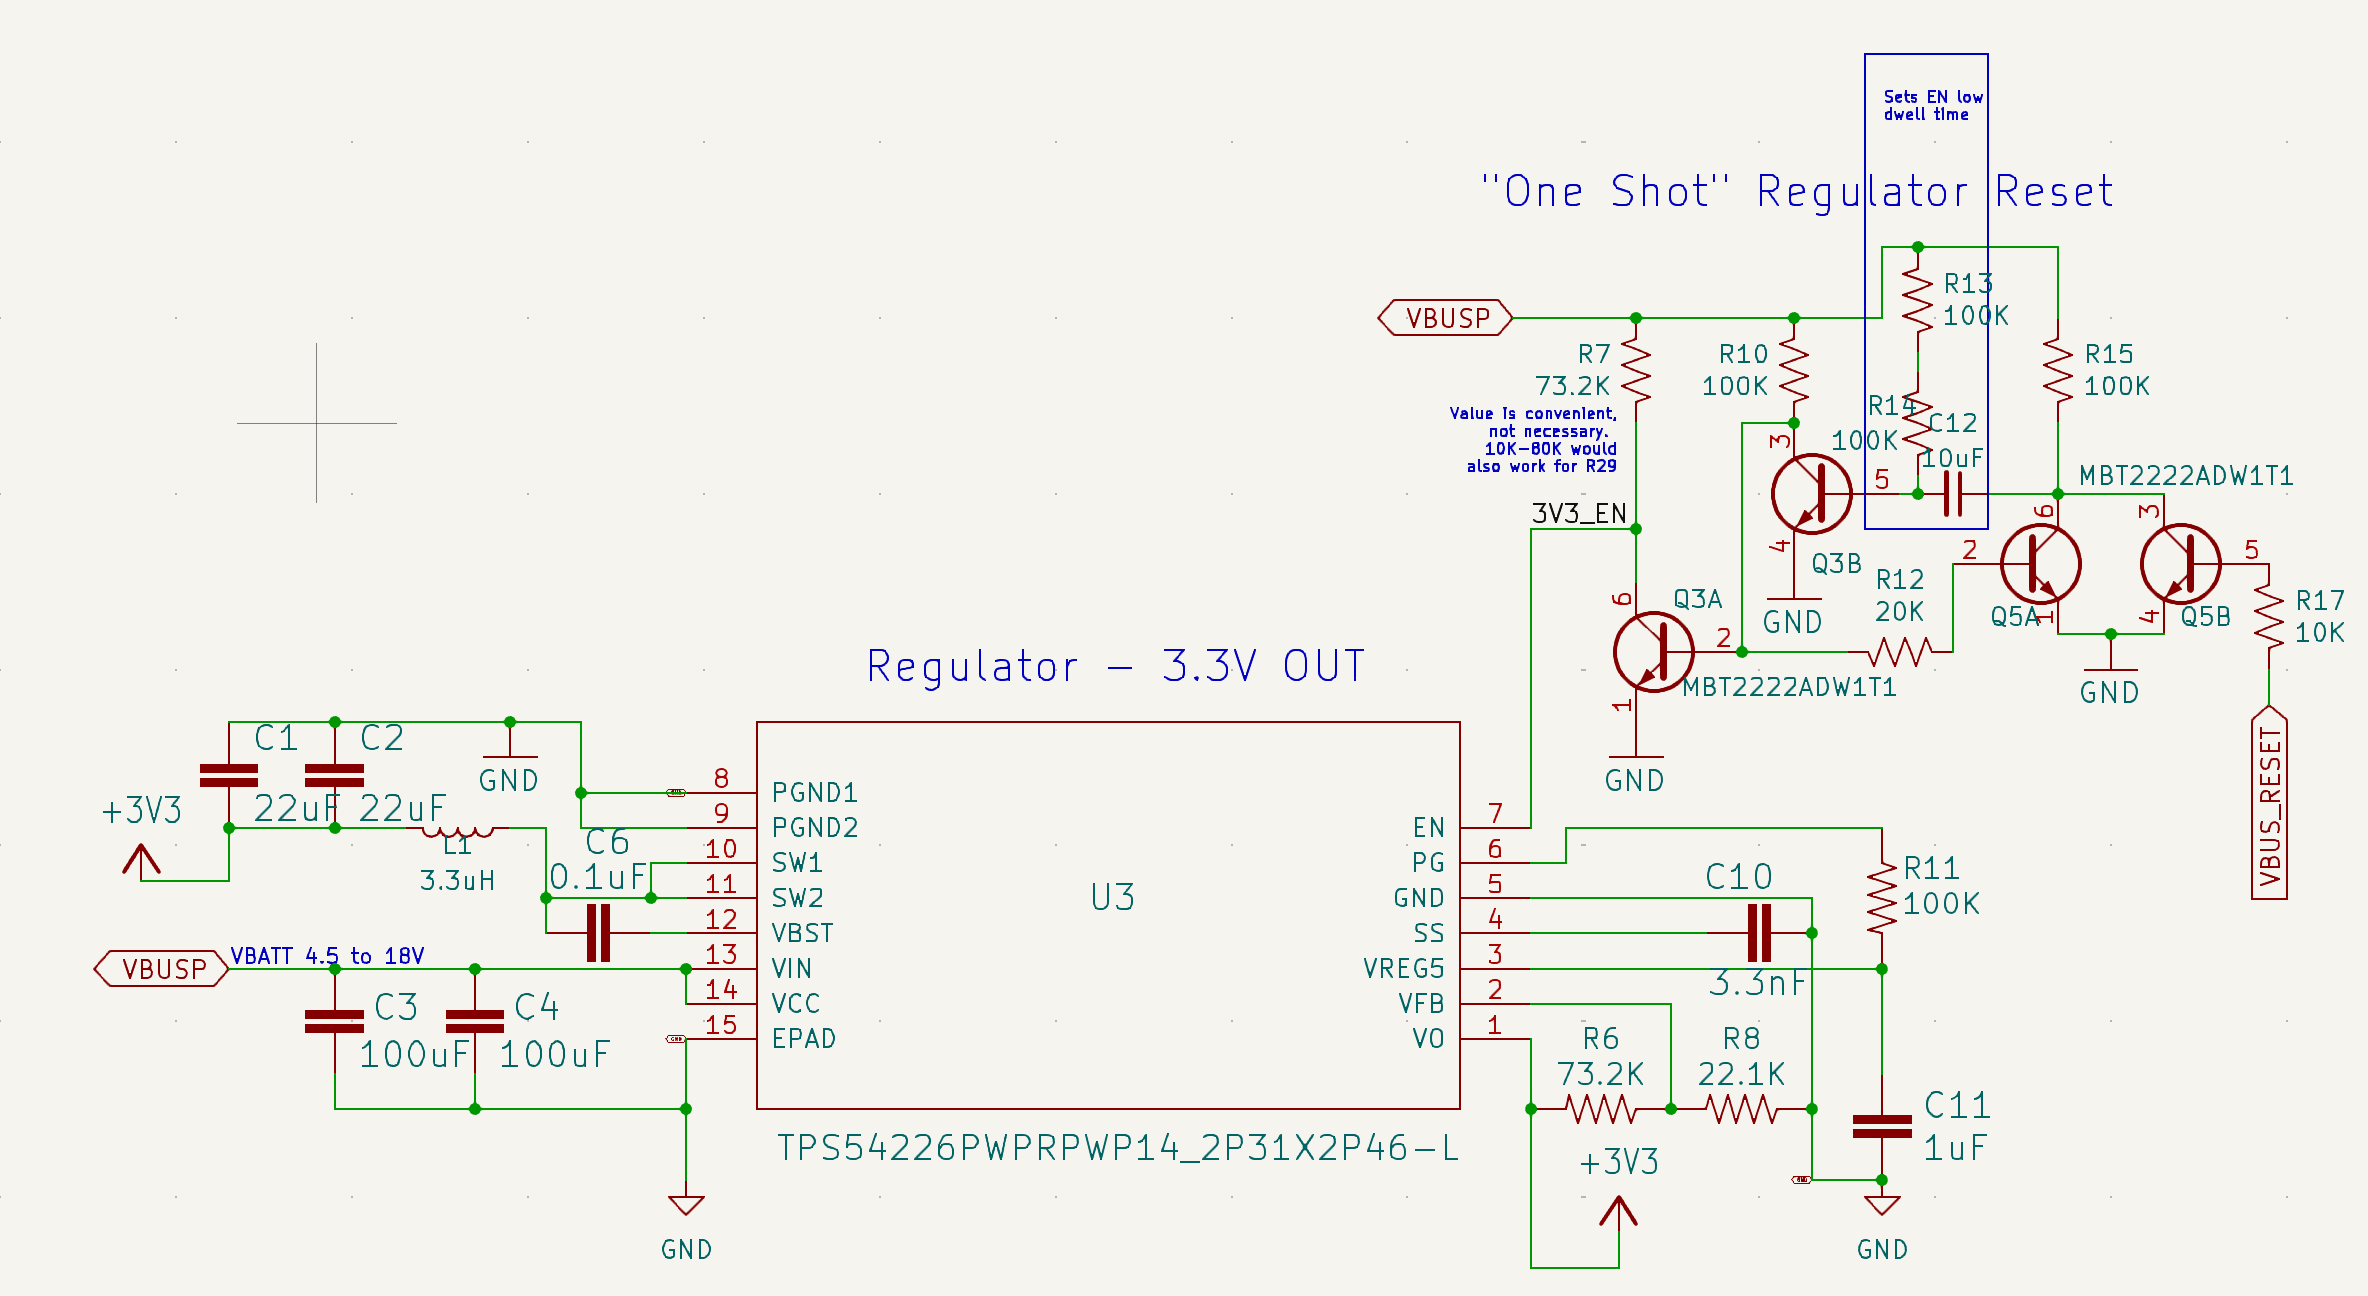 Sets EN low
dwell time
"One Shot" Regulator Reset
VBUSP
R13
100K
R7
73.2K
R10
100K
R15
100K
Value is convenient,
not necessary.
10K-80K would
also work for R29
R14
100K
C12
10uF
3
5
MBT2222ADW1T1
3V3_EN
6
3
4
Q3B
2
5
R12
20K
GND
6
Q3A
Q5A
1
4
Q5B
R17
10K
2
MBT2222ADW1T1
1
GND
GND
VBUS_RESET
Regulator - 3.3V OUT
C1
22uF
C2
22uF
GND
+3V3
L1
3.3uH
C6
0.1uF
8
PGND1
9
PGND2
10
SW1
11
SW2
12
VBST
13
VIN
14
VCC
15
EPAD
U3
EN
7
PG
6
GND
5
SS
4
VREG5
3
VFB
2
VO
1
C10
3.3nF
R11
100K
VBUSP
VBATT 4.5 to 18V
C3
100uF
C4
100uF
R6
73.2K
R8
22.1K
C11
1uF
TPS54226PWPRPWP14_2P31X2P46-L
+3V3
GND
GND